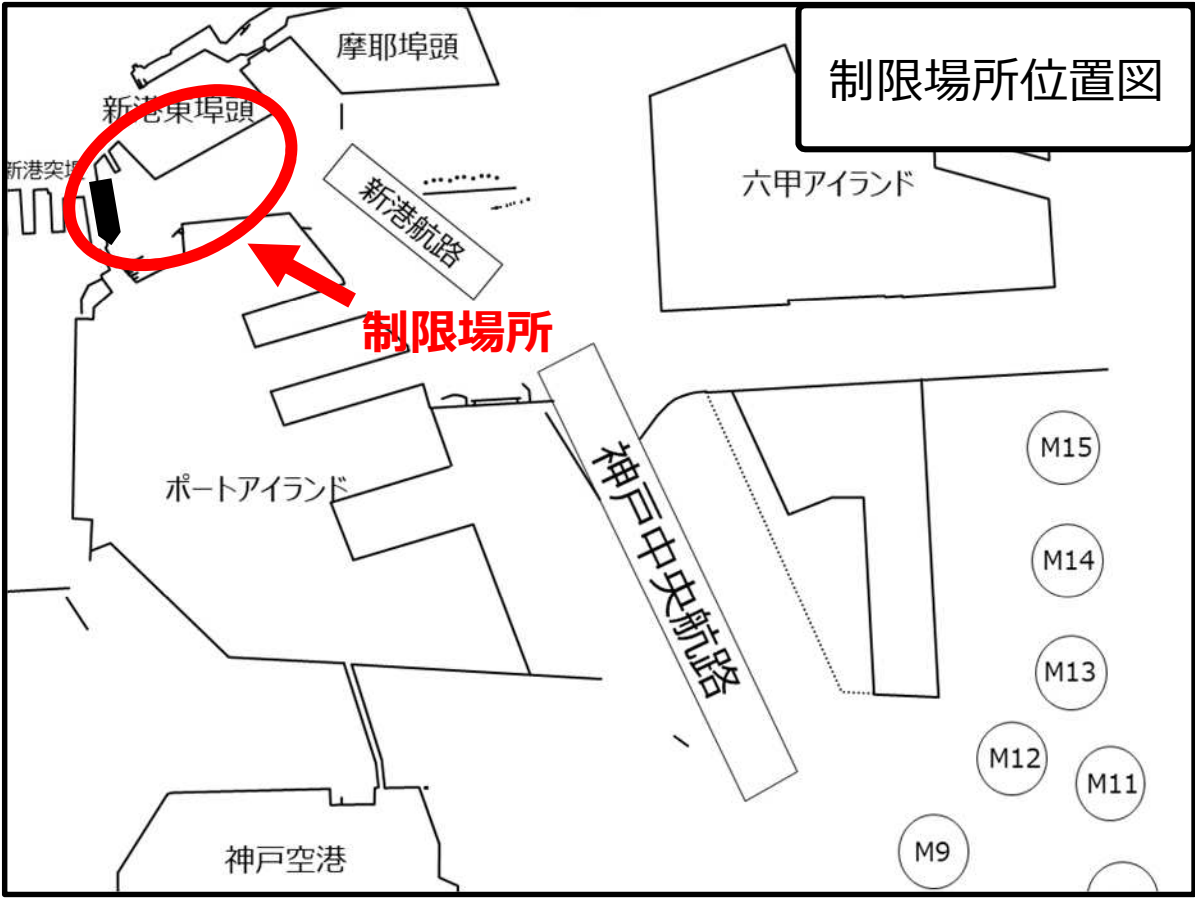 制限場所位置図
摩耶埠頭
新港東埠頭
新港突堤
新港航路
六甲アイランド
制限場所
ポートアイランド
神戸中央航路
M15
M14
M13
M12
M11
M9
神戸空港